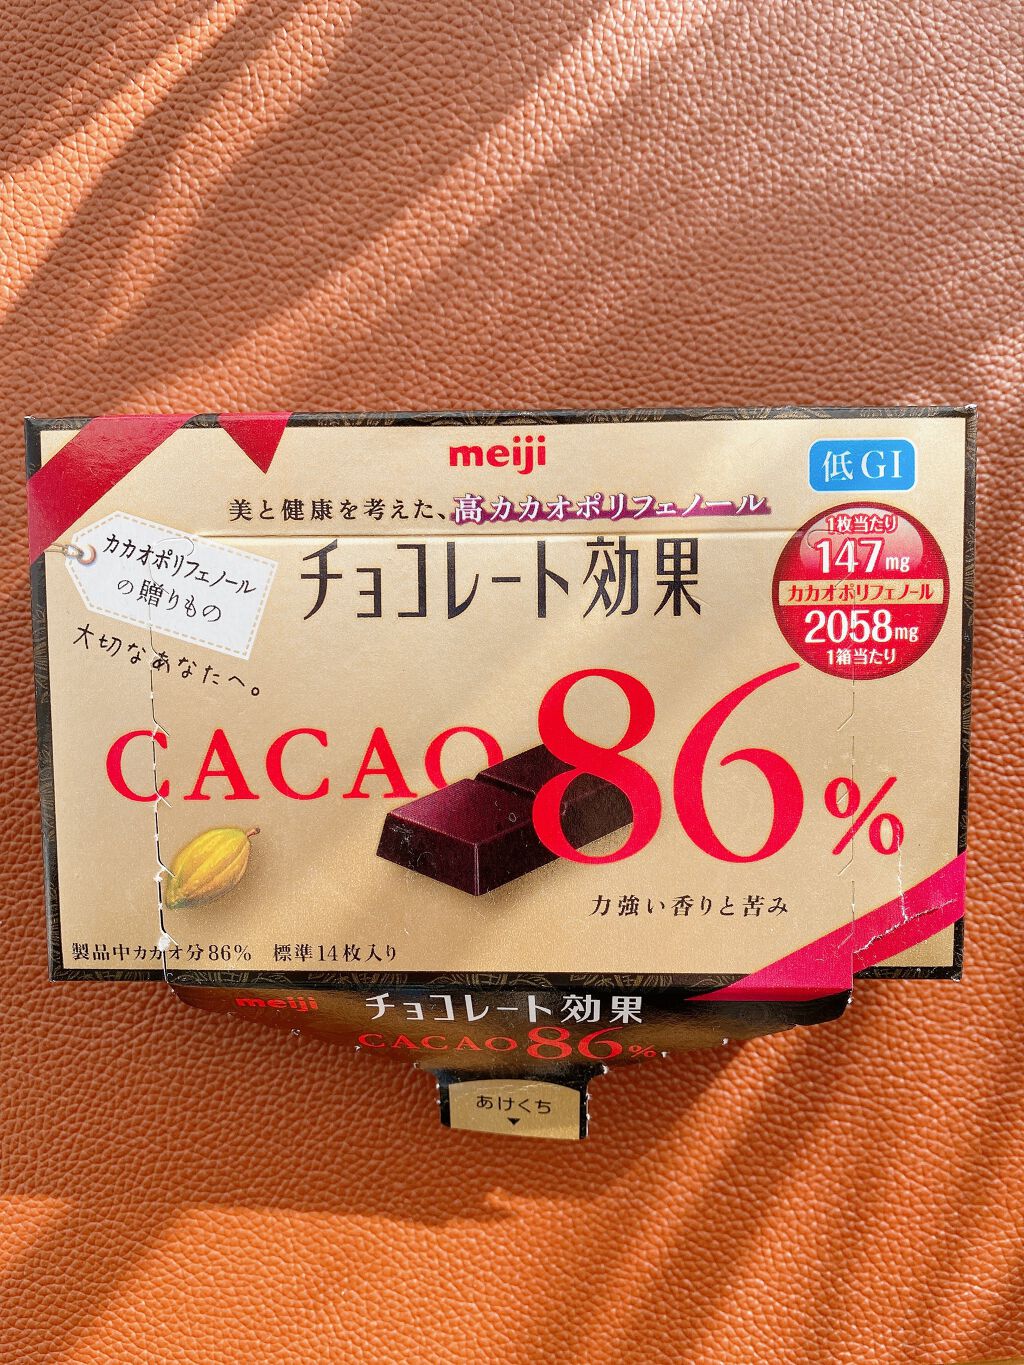 meiji
低GI
美と健康を考えた、高カカオポリフェノール
チョコレート効果
カカオポリフェノール
の贈りもの
大切なあなたへ。
1枚当たり
147mg
カカオポリフェノール
2058mg
1箱当たり
CACAO 86%
力強い香りと苦み
製品中カカオ分86% 標準14枚入り
meiji チョコレート効果
CACAO 86%
あけくち